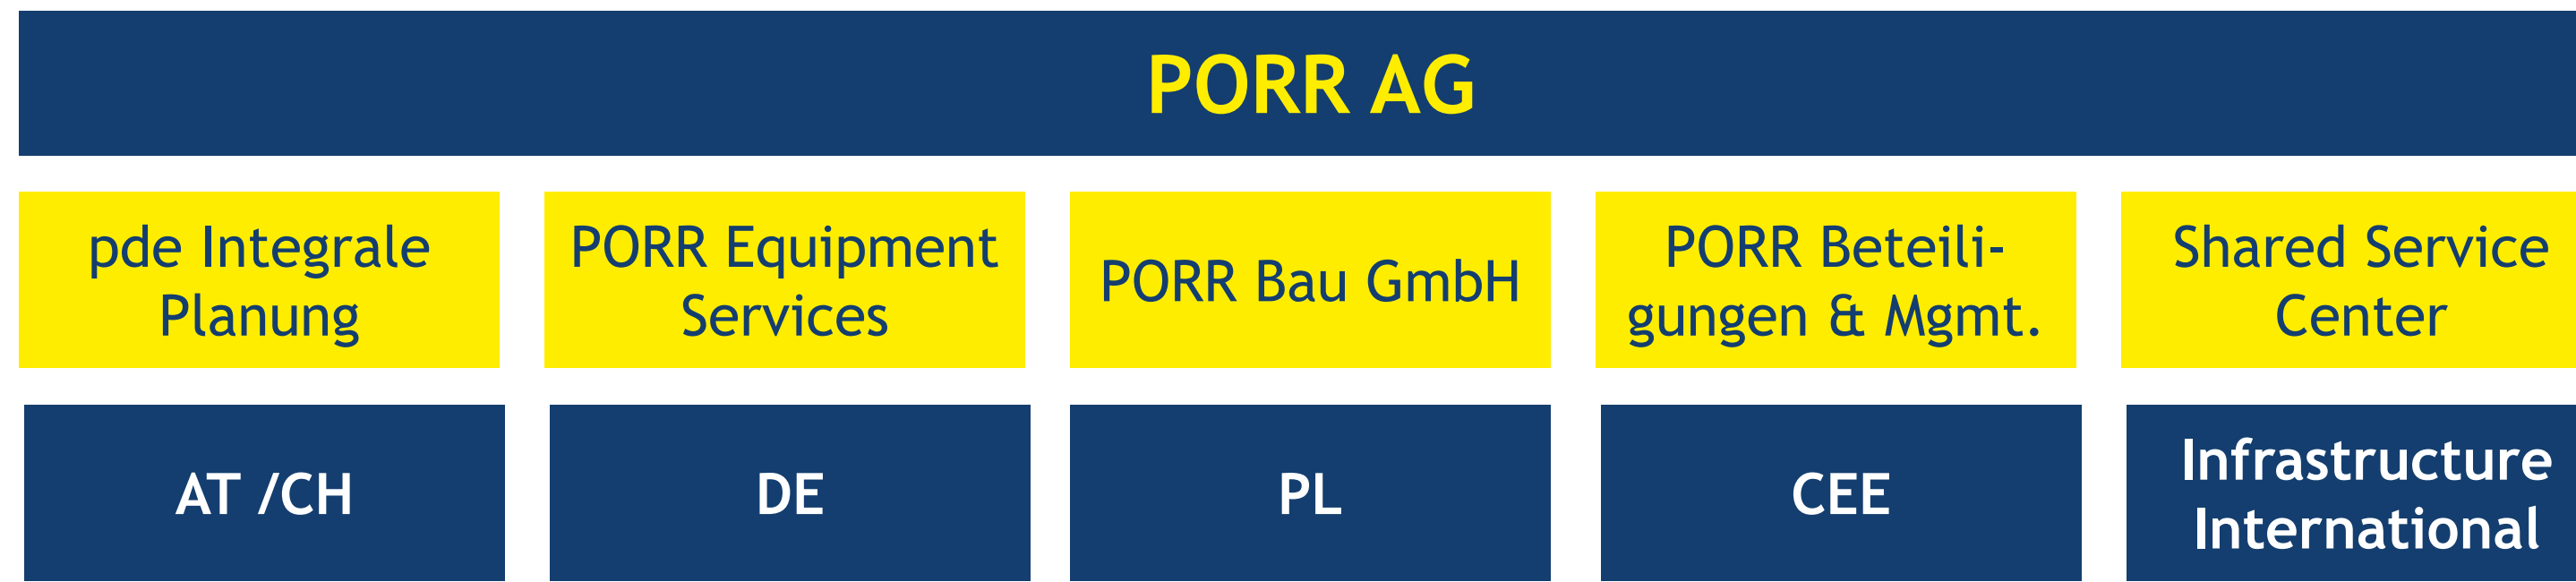 PORR AG
pde Integrale
Planung
PORR Equipment
Services
PORR Bau GmbH
PORR Beteili-
gungen & Mgmt.
Shared Service
Center
AT /CH
DE
PL
CEE
Infrastructure
International